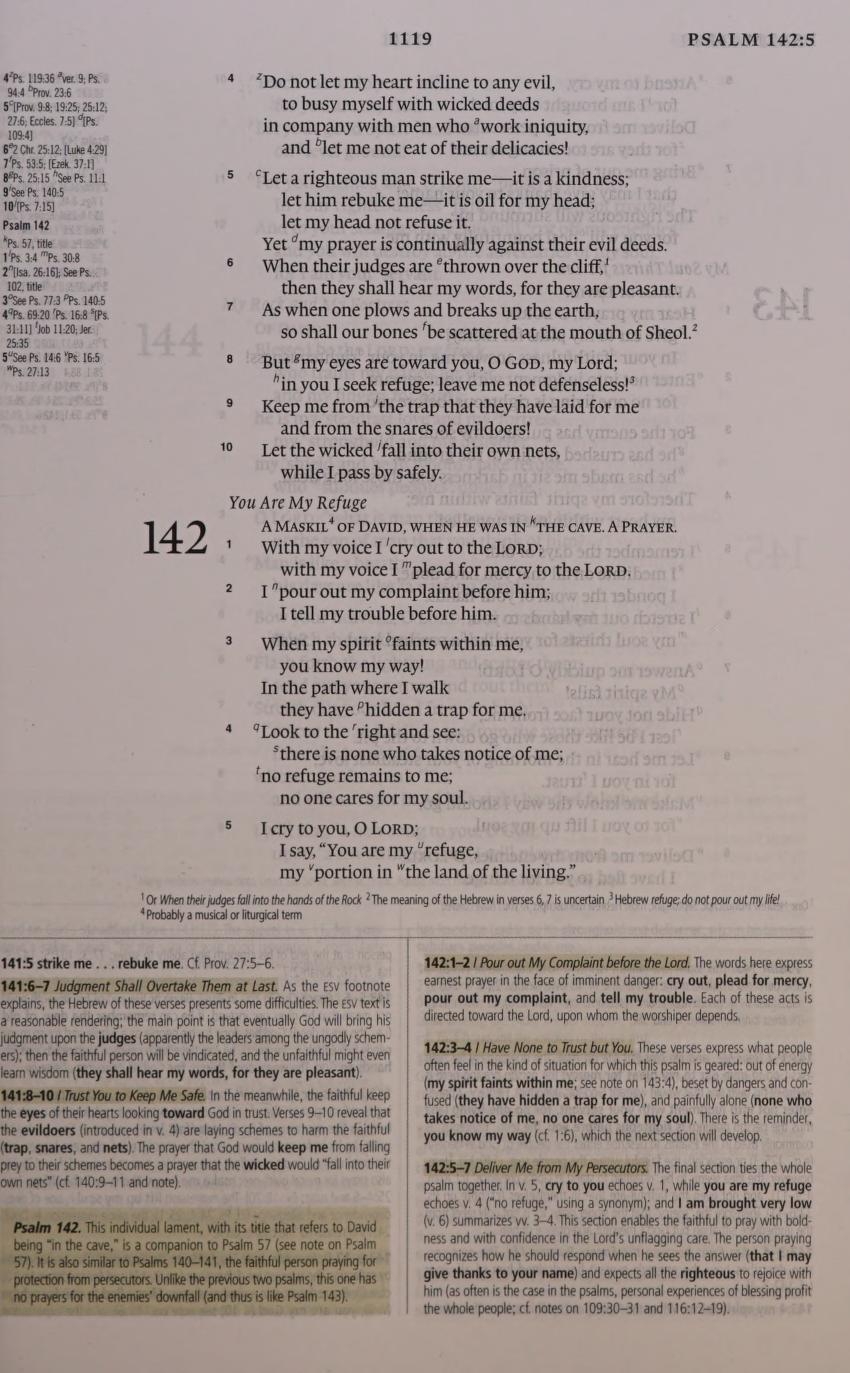 1119
PSALM 142:5
4 ᶻPs. 119:36 ᵃver. 9; Ps.
94:4 ᵇProv. 23:6
5 ᶜ[Prov. 9:8; 19:25; 25:12;
27:6; Eccles. 7:5] ᵈ[Ps.
109:4]
6 ᵉ2 Chr. 25:12; [Luke 4:29]
7 ᶠPs. 53:5; [Ezek. 37:1]
8 ᵍPs. 25:15 ʰSee Ps. 11:1
9 ⁱSee Ps. 140:5
10 ʲ[Ps. 7:15]
Psalm 142
ᵏPs. 57, title
1 ˡPs. 3:4 ᵐPs. 30:8
2 ⁿ[Isa. 26:16]; See Ps.
102, title
3 ᵒSee Ps. 77:3 ᵖPs. 140:5
4 ᑫPs. 69:20 ʳPs. 16:8 ˢ[Ps.
31:11] ᵗJob 11:20; Jer.
25:35
5 ᵘSee Ps. 14:6 ᵛPs. 16:5
ʷPs. 27:13
4 ᶻDo not let my heart incline to any evil,
to busy myself with wicked deeds
in company with men who ᵃwork iniquity,
and ᵇlet me not eat of their delicacies!
5 ᶜLet a righteous man strike me—it is a kindness;
let him rebuke me—it is oil for my head;
let my head not refuse it.
Yet ᵈmy prayer is continually against their evil deeds.
6 When their judges are ᵉthrown over the cliff,¹
then they shall hear my words, for they are pleasant.
7 As when one plows and breaks up the earth,
so shall our bones ᶠbe scattered at the mouth of Sheol.²
8 But ᵍmy eyes are toward you, O GOD, my Lord;
ʰin you I seek refuge; leave me not defenseless!³
9 Keep me from ⁱthe trap that they have laid for me
and from the snares of evildoers!
10 Let the wicked ʲfall into their own nets,
while I pass by safely.
You Are My Refuge
142 A MASKIL⁴ OF DAVID, WHEN HE WAS IN ᵏTHE CAVE. A PRAYER.
1 With my voice I ˡcry out to the LORD;
with my voice I ᵐplead for mercy to the LORD.
2 I ⁿpour out my complaint before him;
I tell my trouble before him.
3 When my spirit ᵒfaints within me,
you know my way!
In the path where I walk
they have ᵖhidden a trap for me.
4 ᑫLook to the ʳright and see:
ˢthere is none who takes notice of me;
ᵗno refuge remains to me;
no one cares for my soul.
5 I cry to you, O LORD;
I say, “You are my ᵘrefuge,
my ᵛportion in ʷthe land of the living.”
¹ Or When their judges fall into the hands of the Rock ² The meaning of the Hebrew in verses 6, 7 is uncertain ³ Hebrew refuge; do not pour out my life!
⁴ Probably a musical or liturgical term
141:5 strike me . . . rebuke me. Cf. Prov. 27:5–6.
141:6–7 Judgment Shall Overtake Them at Last. As the ESV footnote
explains, the Hebrew of these verses presents some difficulties. The ESV text is
a reasonable rendering; the main point is that eventually God will bring his
judgment upon the judges (apparently the leaders among the ungodly schem-
ers); then the faithful person will be vindicated, and the unfaithful might even
learn wisdom (they shall hear my words, for they are pleasant).
141:8–10 I Trust You to Keep Me Safe. In the meanwhile, the faithful keep
the eyes of their hearts looking toward God in trust. Verses 9–10 reveal that
the evildoers (introduced in v. 4) are laying schemes to harm the faithful
(trap, snares, and nets). The prayer that God would keep me from falling
prey to their schemes becomes a prayer that the wicked would “fall into their
own nets” (cf. 140:9–11 and note).
Psalm 142. This individual lament, with its title that refers to David
being “in the cave,” is a companion to Psalm 57 (see note on Psalm
57). It is also similar to Psalms 140–141, the faithful person praying for
protection from persecutors. Unlike the previous two psalms, this one has
no prayers for the enemies’ downfall (and thus is like Psalm 143).
142:1–2 I Pour out My Complaint before the Lord. The words here express
earnest prayer in the face of imminent danger: cry out, plead for mercy,
pour out my complaint, and tell my trouble. Each of these acts is
directed toward the Lord, upon whom the worshiper depends.
142:3–4 I Have None to Trust but You. These verses express what people
often feel in the kind of situation for which this psalm is geared: out of energy
(my spirit faints within me; see note on 143:4), beset by dangers and con-
fused (they have hidden a trap for me), and painfully alone (none who
takes notice of me, no one cares for my soul). There is the reminder,
you know my way (cf. 1:6), which the next section will develop.
142:5–7 Deliver Me from My Persecutors. The final section ties the whole
psalm together. In v. 5, cry to you echoes v. 1, while you are my refuge
echoes v. 4 (“no refuge,” using a synonym); and I am brought very low
(v. 6) summarizes vv. 3–4. This section enables the faithful to pray with bold-
ness and with confidence in the Lord’s unflagging care. The person praying
recognizes how he should respond when he sees the answer (that I may
give thanks to your name) and expects all the righteous to rejoice with
him (as often is the case in the psalms, personal experiences of blessing profit
the whole people; cf. notes on 109:30–31 and 116:12–19).